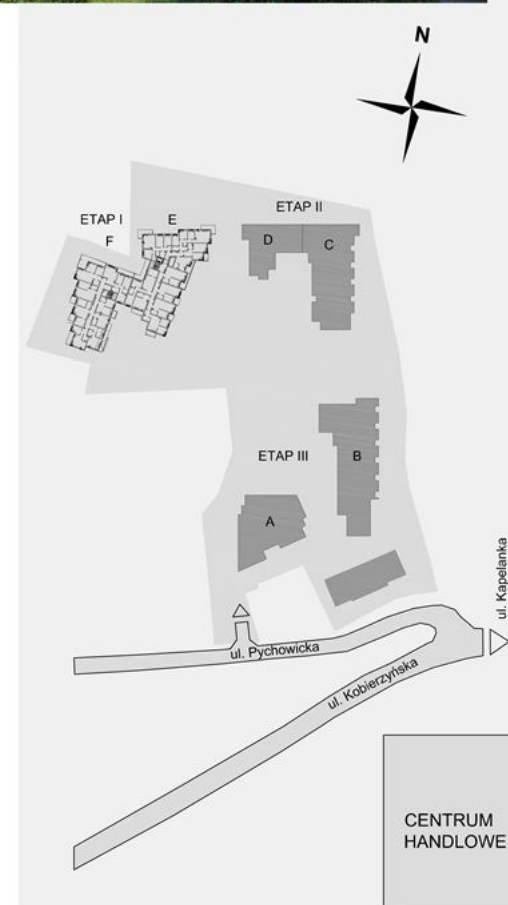 N
ETAP II
ETAP I
E
F
D
C
ETAP III
B
A
ul. Kapelanka
ul. Pychowicka
ul. Kobierzyńska
CENTRUM
HANDLOWE